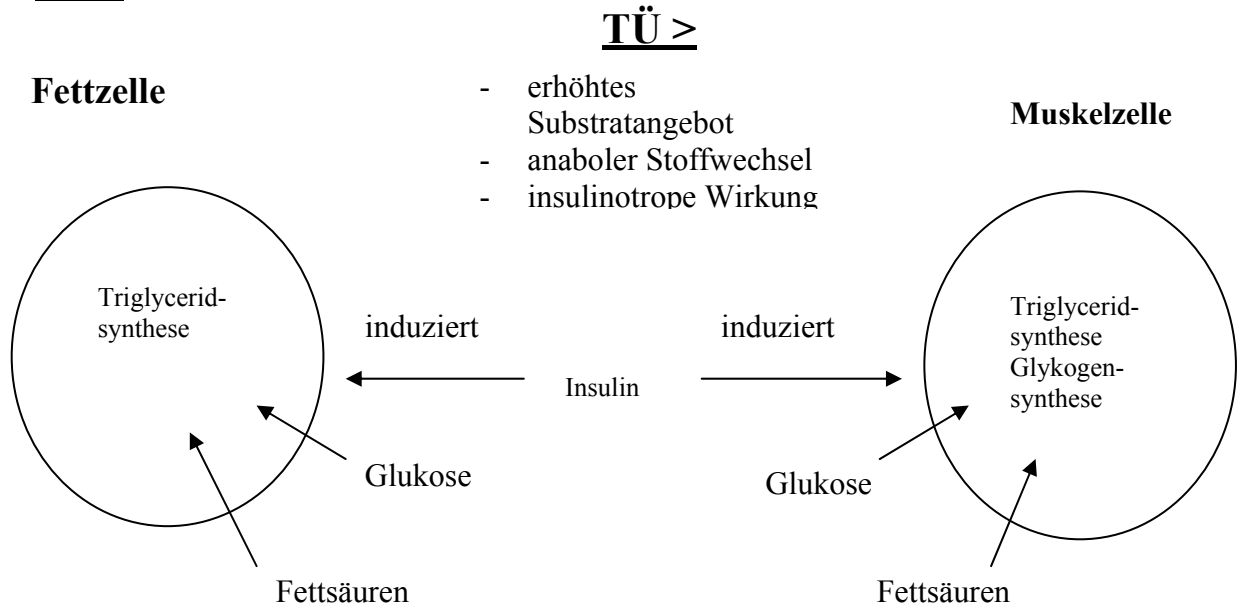 TÜ >
Fettzelle
- erhöhtes
Substratangebot
- anaboler Stoffwechsel
- insulinotrope Wirkung
Muskelzelle
Triglycerid-
synthese
induziert
Insulin
induziert
Triglycerid-
synthese
Glykogen-
synthese
Glukose
Fettsäuren
Glukose
Fettsäuren